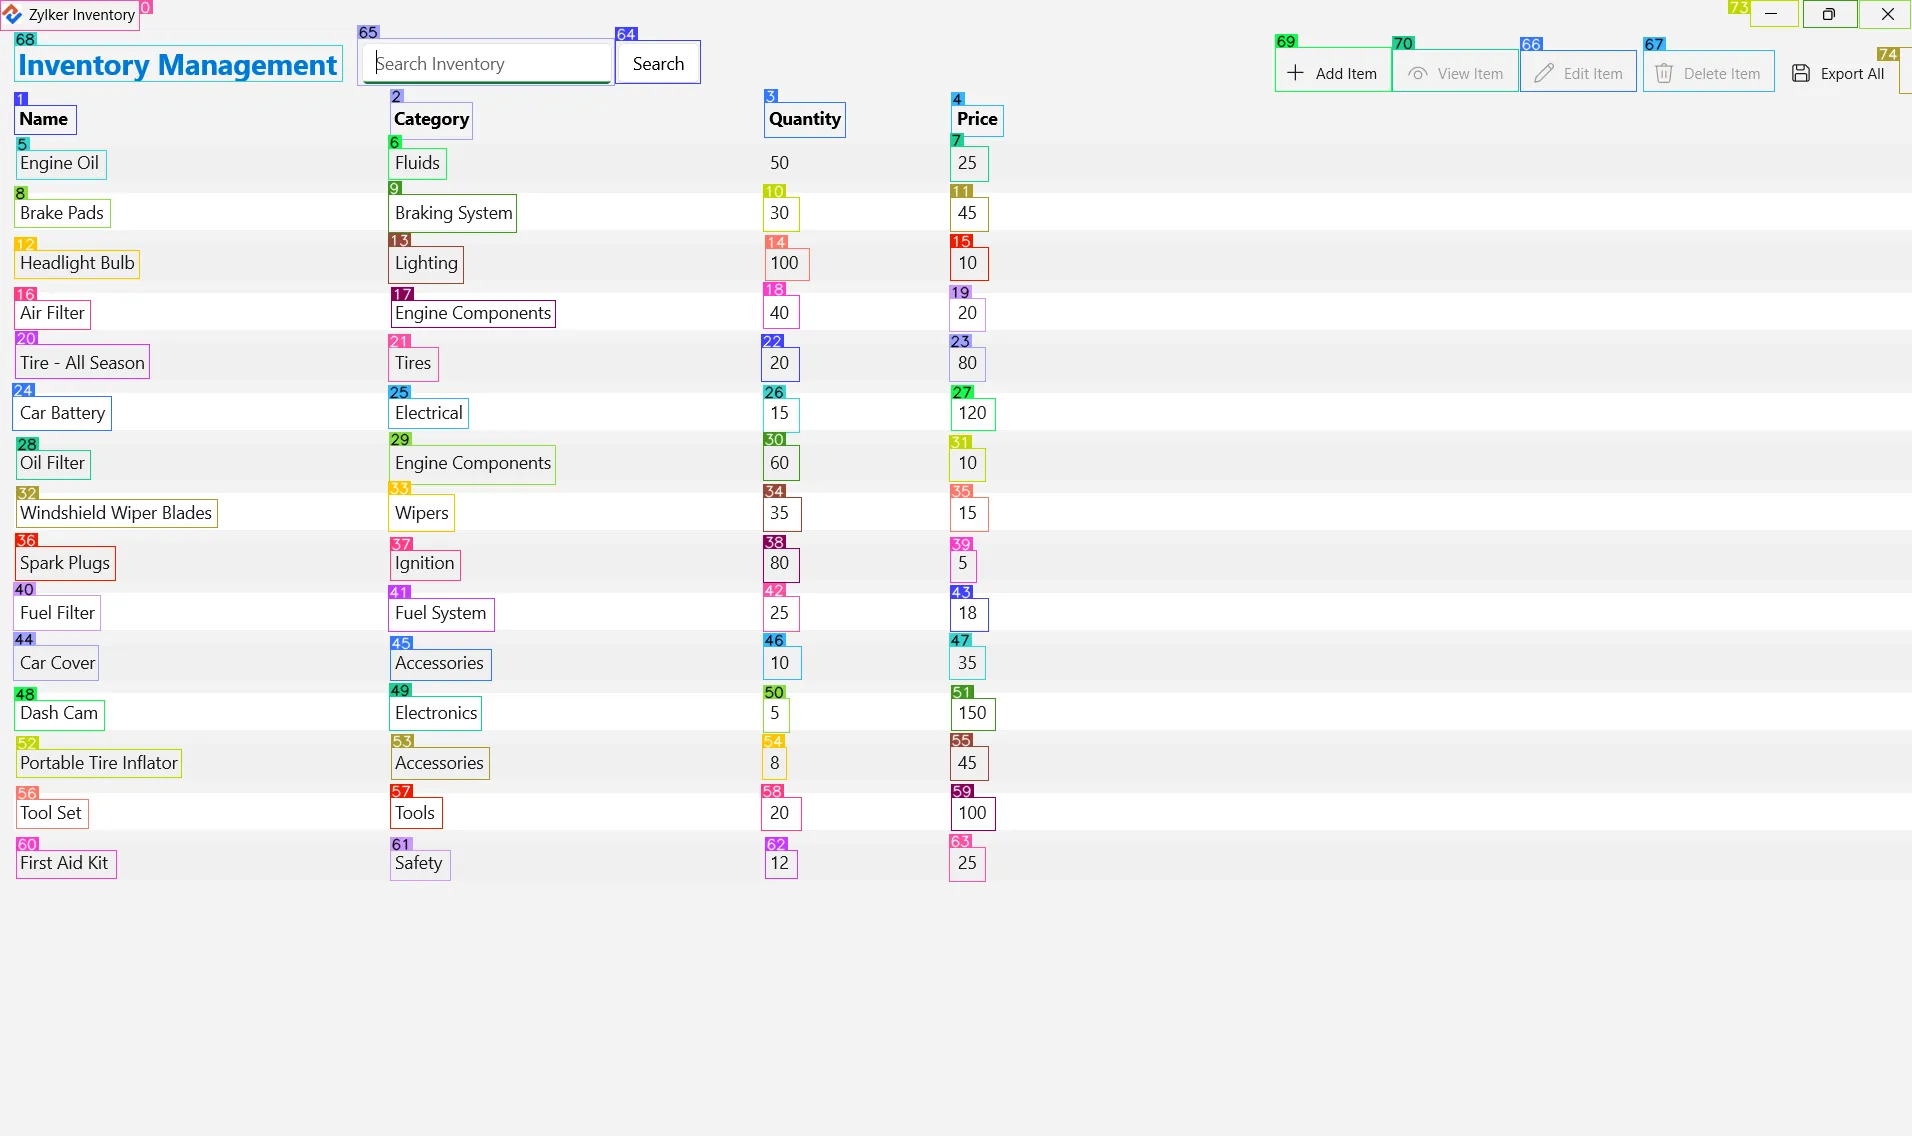 Zylker Inventory 0 73
68 65 64 69 70 66 67 74
Inventory Management Search Inventory Search Add Item View Item Edit Item Delete Item Export All
1 2 3 4
Name Category Quantity Price
5 6 7
Engine Oil Fluids 50 25
8 9 10 11
Brake Pads Braking System 30 45
12 13 14 15
Headlight Bulb Lighting 100 10
16 17 18 19
Air Filter Engine Components 40 20
20 21 22 23
Tire - All Season Tires 20 80
24 25 26 27
Car Battery Electrical 15 120
28 29 30 31
Oil Filter Engine Components 60 10
32 33 34 35
Windshield Wiper Blades Wipers 35 15
36 37 38 39
Spark Plugs Ignition 80 5
40 41 42 43
Fuel Filter Fuel System 25 18
44 45 46 47
Car Cover Accessories 10 35
48 49 50 51
Dash Cam Electronics 5 150
52 53 54 55
Portable Tire Inflator Accessories 8 45
56 57 58 59
Tool Set Tools 20 100
60 61 62 63
First Aid Kit Safety 12 25